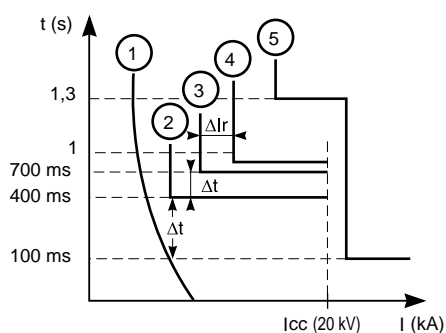 t (s)
1
2
3
4
5
1,3
ΔIr
1
700 ms
Δt
400 ms
Δt
100 ms
Icc (20 kV)
I (kA)